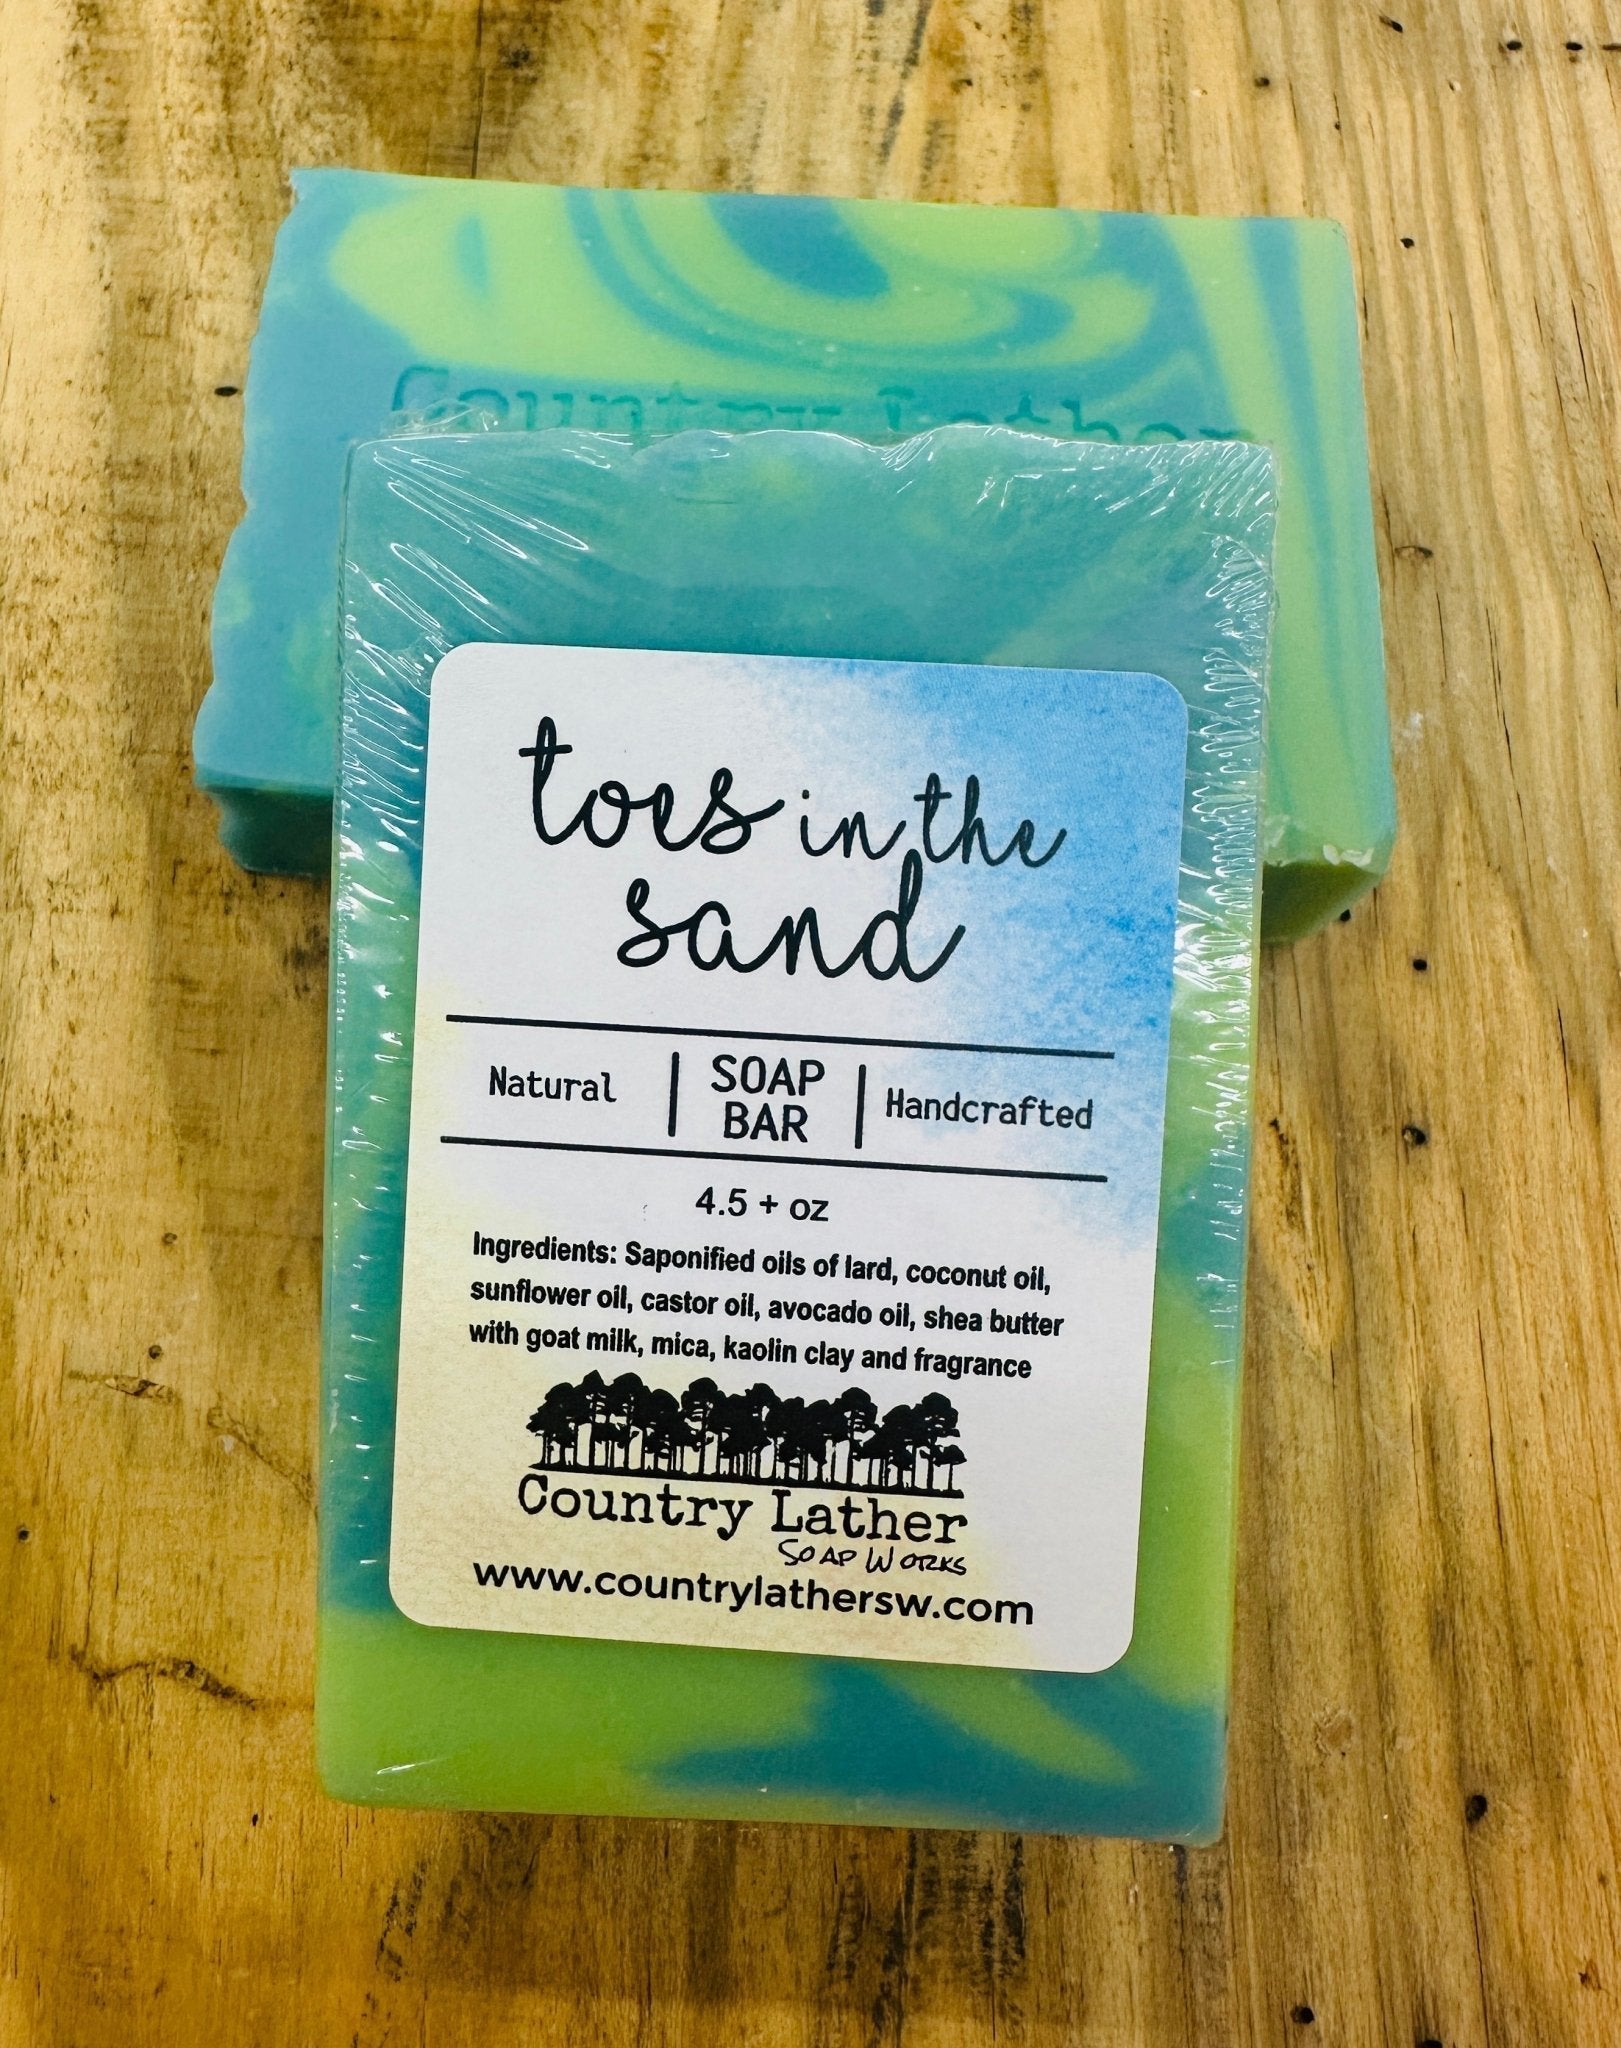 Country Lather
toes in the
sand
Natural | SOAP BAR | Handcrafted
4.5 + oz
Ingredients: Saponified oils of lard, coconut oil,
sunflower oil, castor oil, avocado oil, shea butter
with goat milk, mica, kaolin clay and fragrance
Country Lather
SOAP WORKS
www.countrylathersw.com